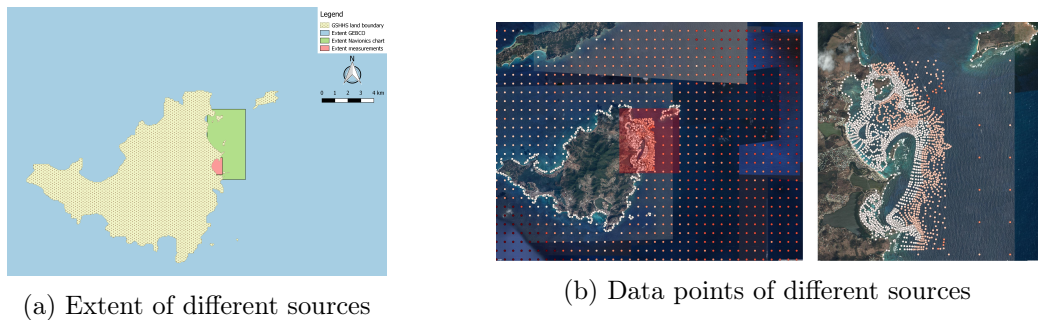 Legend
GSHHS land boundary
Extent GEBCO
Extent Navionics chart
Extent measurements
N
0 1 2 3 4 km
(a) Extent of different sources
(b) Data points of different sources